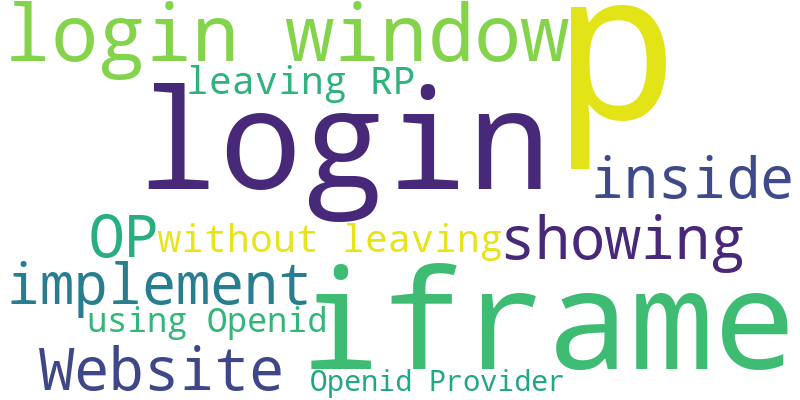 login window
p
leaving RP
login
inside
OP
without leaving
showing
implement
iframe
using Openid
Website
Openid Provider